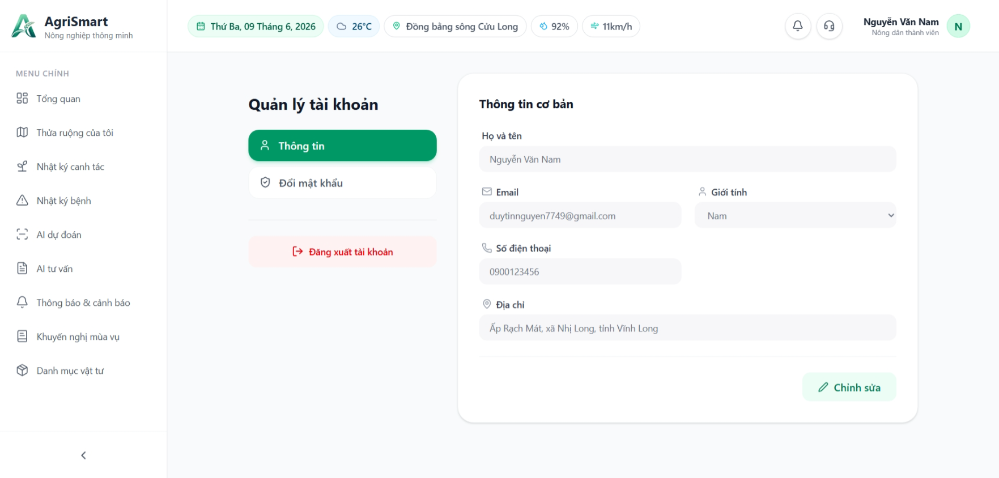 AgriSmart
Nông nghiệp thông minh
Thứ Ba, 09 Tháng 6, 2026
26°C
Đồng bằng sông Cửu Long
92%
11km/h
Nguyễn Văn Nam
Nông dân thành viên
N
MENU CHÍNH
Tổng quan
Thửa ruộng của tôi
Nhật ký canh tác
Nhật ký bệnh
AI dự đoán
AI tư vấn
Thông báo & cảnh báo
Khuyến nghị mùa vụ
Danh mục vật tư
Quản lý tài khoản
Thông tin
Đổi mật khẩu
Đăng xuất tài khoản
Thông tin cơ bản
Họ và tên
Nguyễn Văn Nam
Email
duytinnguyen7749@gmail.com
Giới tính
Nam
Số điện thoại
0900123456
Địa chỉ
Ấp Rạch Mát, xã Nhị Long, tỉnh Vĩnh Long
Chỉnh sửa